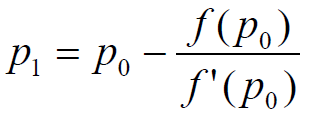 p₁ = p₀ − f(p₀) / f'(p₀)